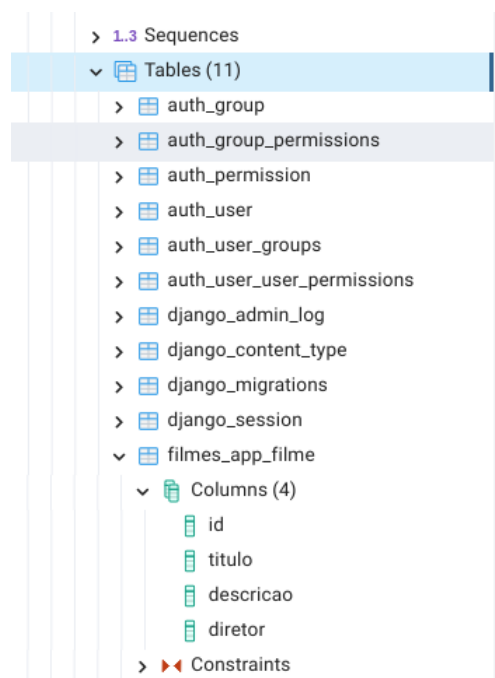 1..3 Sequences
Tables (11)
auth_group
auth_group_permissions
auth_permission
auth_user
auth_user_groups
auth_user_user_permissions
django_admin_log
django_content_type
django_migrations
django_session
filmes_app_filme
Columns (4)
id
titulo
descricao
diretor
Constraints